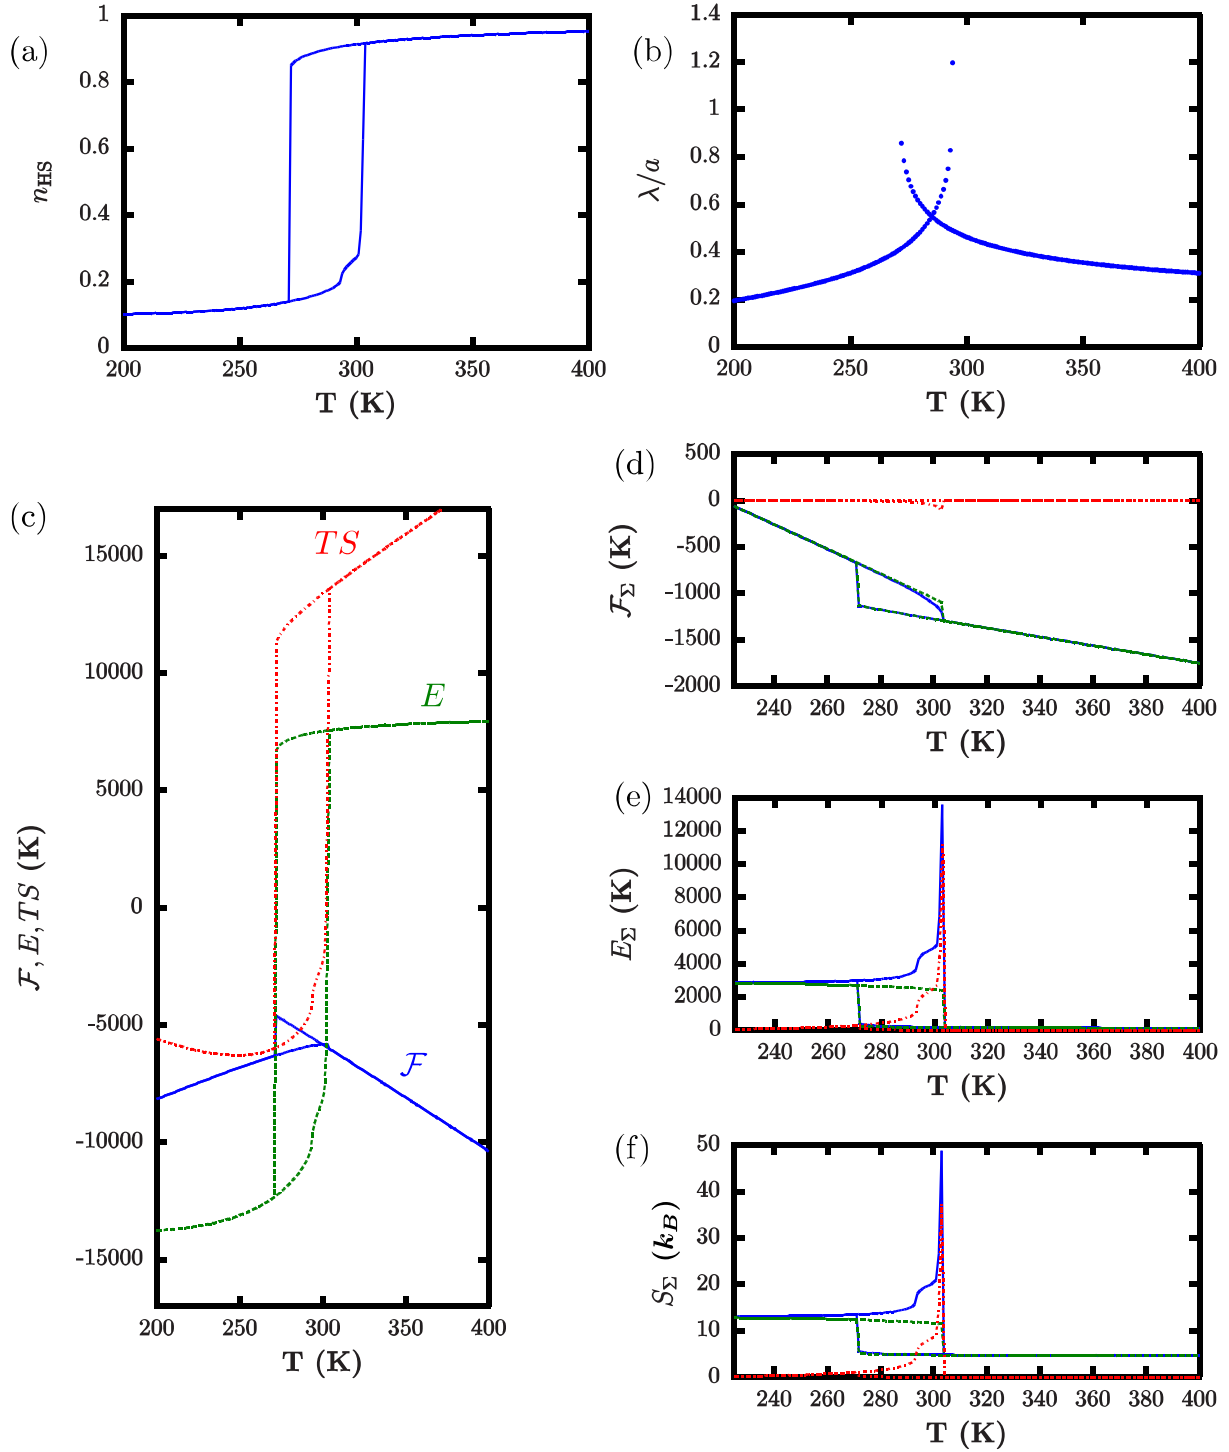 (a)
1
0.8
0.6
0.4
0.2
0
n_HS
200 250 300 350 400
T (K)
(b)
1.4
1.2
1
0.8
0.6
0.4
0.2
0
λ/a
200 250 300 350 400
T (K)
(c)
15000
10000
5000
0
-5000
-10000
-15000
ℱ, E, TS (K)
TS
E
ℱ
200 250 300 350 400
T (K)
(d)
500
0
-500
-1000
-1500
-2000
ℱ_Σ (K)
240 260 280 300 320 340 360 380 400
T (K)
(e)
14000
12000
10000
8000
6000
4000
2000
0
E_Σ (K)
240 260 280 300 320 340 360 380 400
T (K)
(f)
50
40
30
20
10
0
S_Σ (k_B)
240 260 280 300 320 340 360 380 400
T (K)